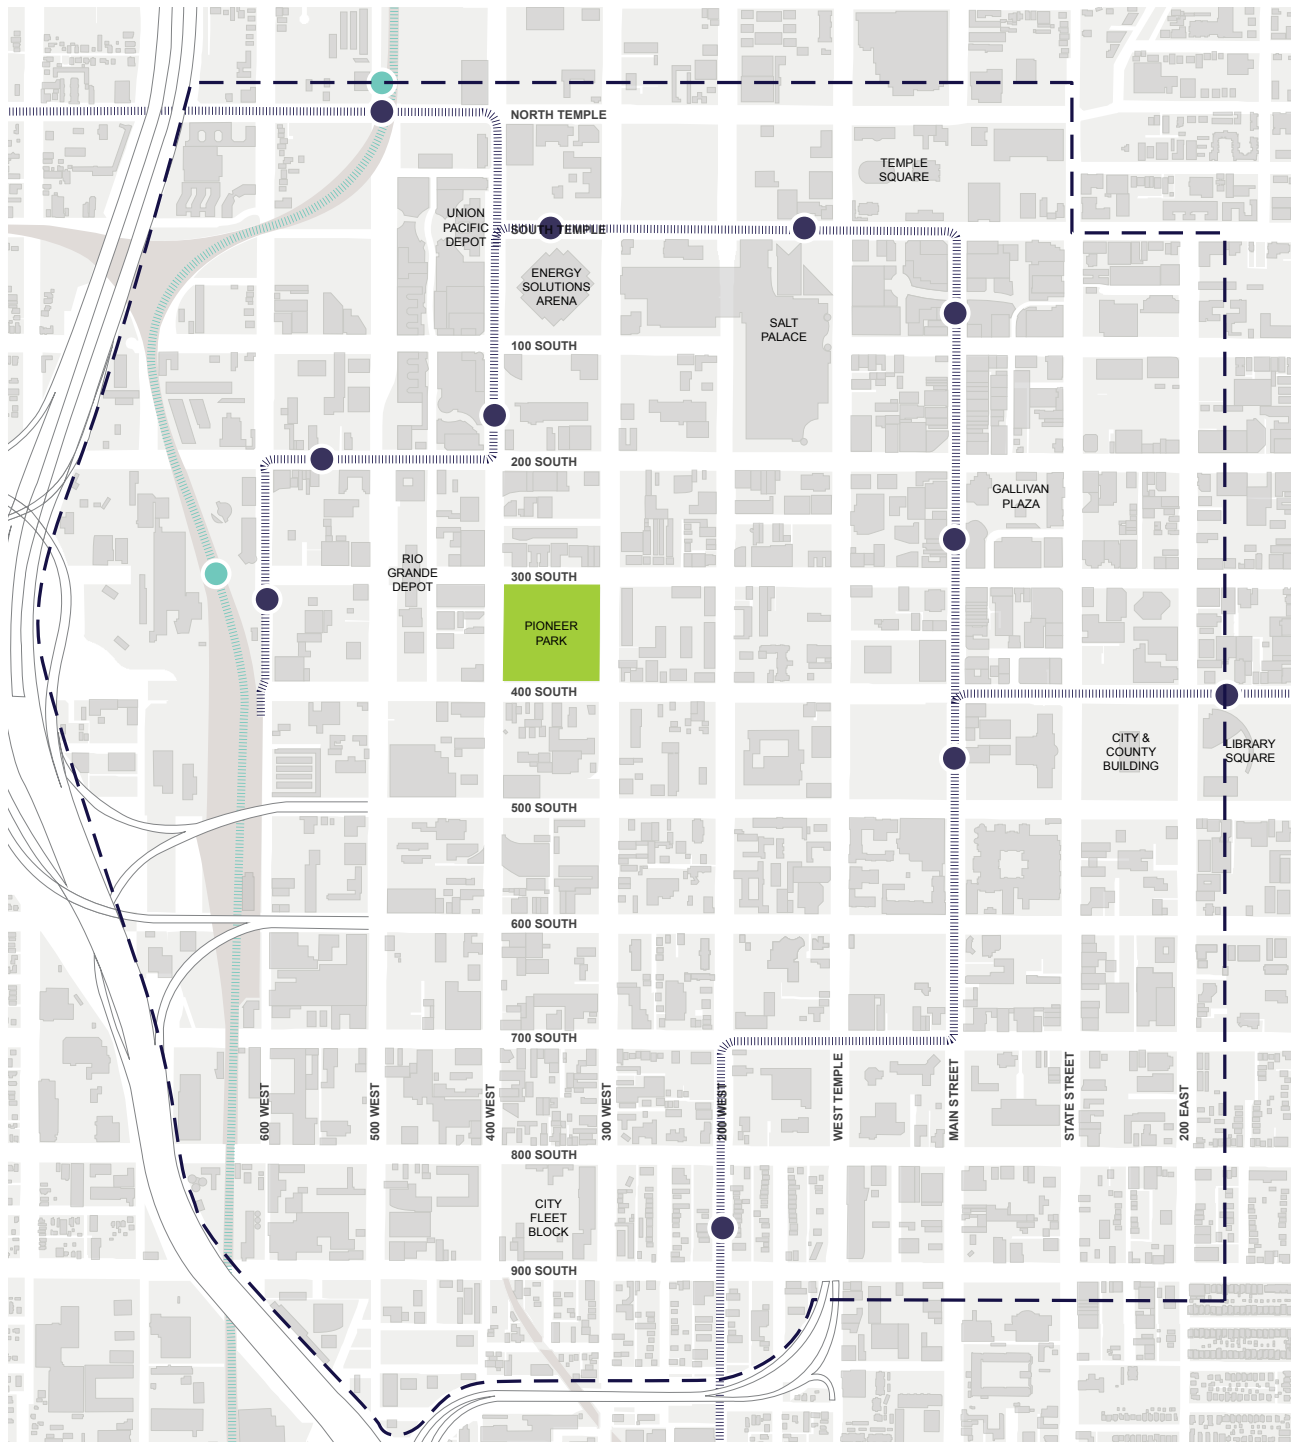 NORTH TEMPLE
TEMPLE
SQUARE
UNION
PACIFIC
DEPOT
SOUTH TEMPLE
ENERGY
SOLUTIONS
ARENA
SALT
PALACE
100 SOUTH
200 SOUTH
GALLIVAN
PLAZA
RIO
GRANDE
DEPOT
300 SOUTH
PIONEER
PARK
400 SOUTH
CITY &
COUNTY
BUILDING
LIBRARY
SQUARE
500 SOUTH
600 SOUTH
700 SOUTH
600 WEST
500 WEST
400 WEST
300 WEST
200 WEST
WEST TEMPLE
MAIN STREET
STATE STREET
200 EAST
800 SOUTH
CITY
FLEET
BLOCK
900 SOUTH